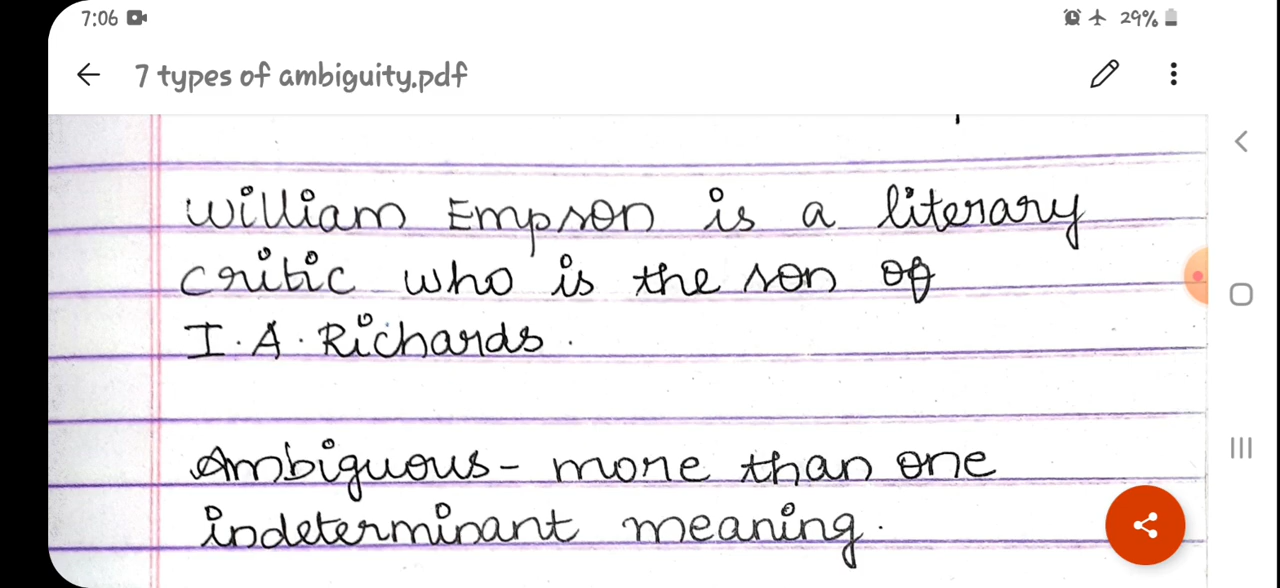 7:06 29%
7 types of ambiguity.pdf
William Empson is a literary
critic who is the son of
I.A.Richards.
Ambiguous - more than one
indeterminant meaning.